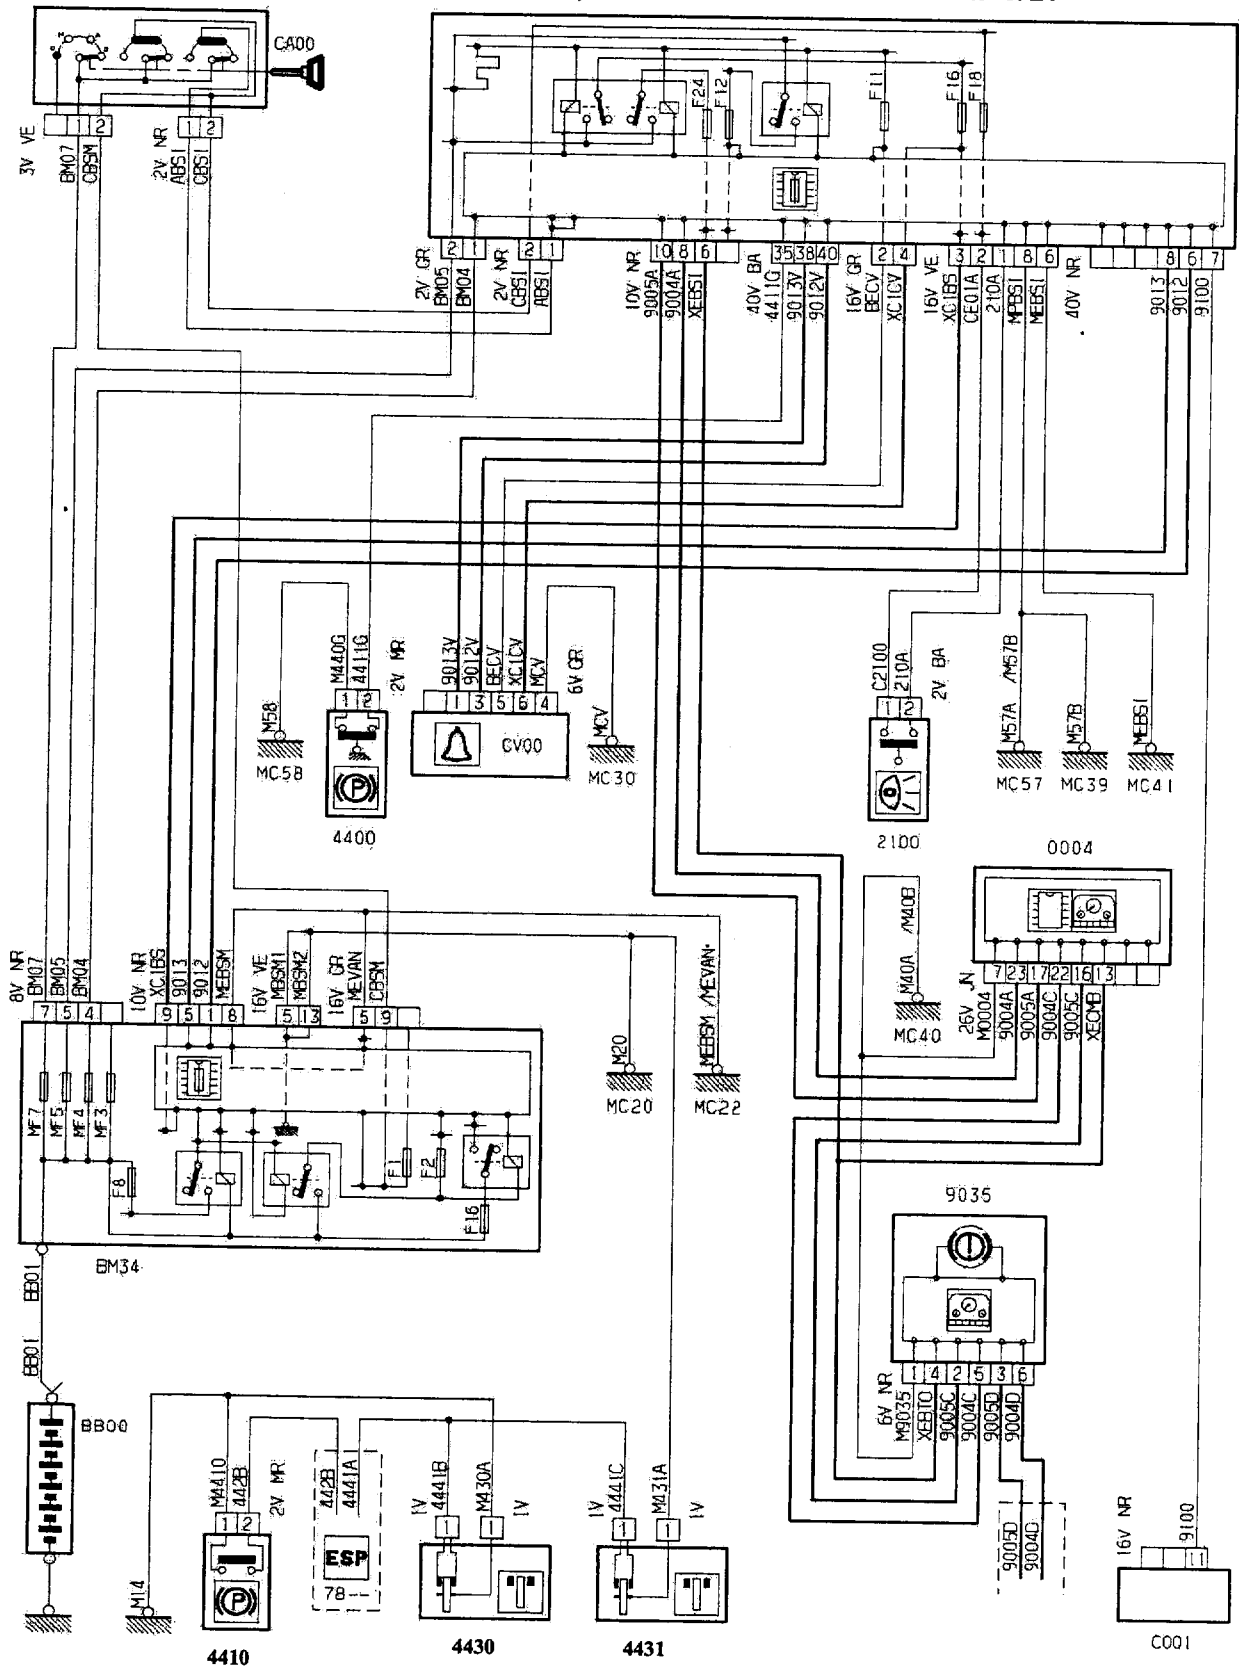 CA00
1
2
1
2
3V VE
BM07
CBSM
2V NR
ABSI
CBSI
F24
F12
F11
F16
F18
2
1
2
1
10
8
6
35
38
40
2
4
3
2
1
8
6
8
6
7
2V GR
BM05
BM04
2V NR
CBSI
ABSI
10V NR
9005A
9004A
XEBSI
40V BA
4411G
9013V
9012V
16V GR
BECV
XC1CV
16V VE
XC1BS
CE01A
210A
MPBSI
MEBSI
40V NR
9013
9012
9100
M58
MC58
M440G
4411G
2V MR
1
2
P
4400
9013V
9012V
BECV
XC1CV
MCV
6V GR
1
3
5
6
4
CV00
MCV
MC30
C2100
210A
2V BA
1
2
2100
M57A /M57B
MC57
M57B
MC39
MEBSI
MC41
0004
7
23
17
22
16
13
26V JN
M0004
9004A
9005A
9004C
9005C
XECMB
M40A /M40B
MC40
8V NR
BM07
BM05
BM04
7
5
4
10V NR
XC1BS
9013
9012
MEBSM
9
5
1
8
16V VE
MBSM1
MBSM2
5
13
16V GR
MEVAN
CBSM
5
9
M20
MC20
MEBSM /MEVAN
MC22
MF7
MF5
MF4
MF3
F8
F1
F2
F16
BM34
BB01
BB01
BB00
9035
1
4
2
5
3
6
6V NR
M9035
XEBTO
9005C
9004C
9005D
9004D
9005D
9004D
M14
M4410
442B
2V MR
1
2
P
4410
442B
4441A
ESP
78--
1V
4441B
M430A
1V
1
1
4430
1V
4441C
M431A
1V
1
1
4431
16V NR
9100
11
C001